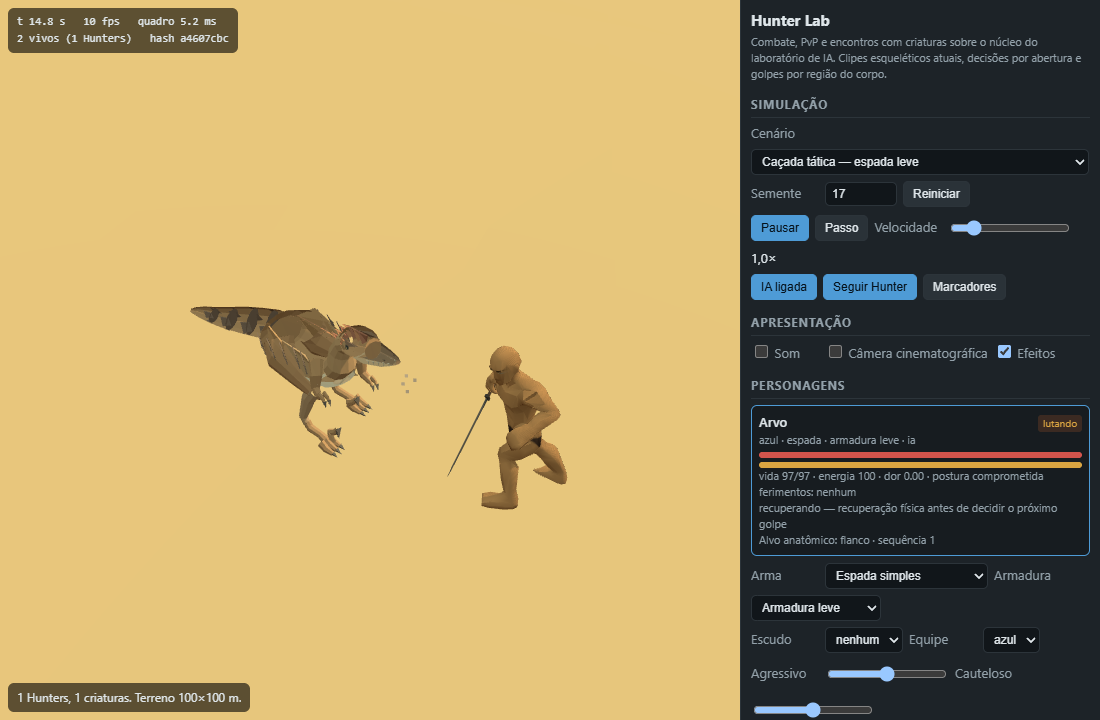 t 14.8 s   10 fps   quadro 5.2 ms
2 vivos (1 Hunters)   hash a4607cbc
1 Hunters, 1 criaturas. Terreno 100×100 m.
Hunter Lab
Combate, PvP e encontros com criaturas sobre o núcleo do
laboratório de IA. Clipes esqueléticos atuais, decisões por abertura e
golpes por região do corpo.
SIMULAÇÃO
Cenário
Caçada tática — espada leve
Semente 17 Reiniciar
Pausar Passo Velocidade
1,0×
IA ligada Seguir Hunter Marcadores
APRESENTAÇÃO
Som Câmera cinematográfica Efeitos
PERSONAGENS
Arvo lutando
azul · espada · armadura leve · ia
vida 97/97 · energia 100 · dor 0.00 · postura comprometida
ferimentos: nenhum
recuperando — recuperação física antes de decidir o próximo
golpe
Alvo anatômico: flanco · sequência 1
Arma Espada simples Armadura
Armadura leve
Escudo nenhum Equipe azul
Agressivo Cauteloso